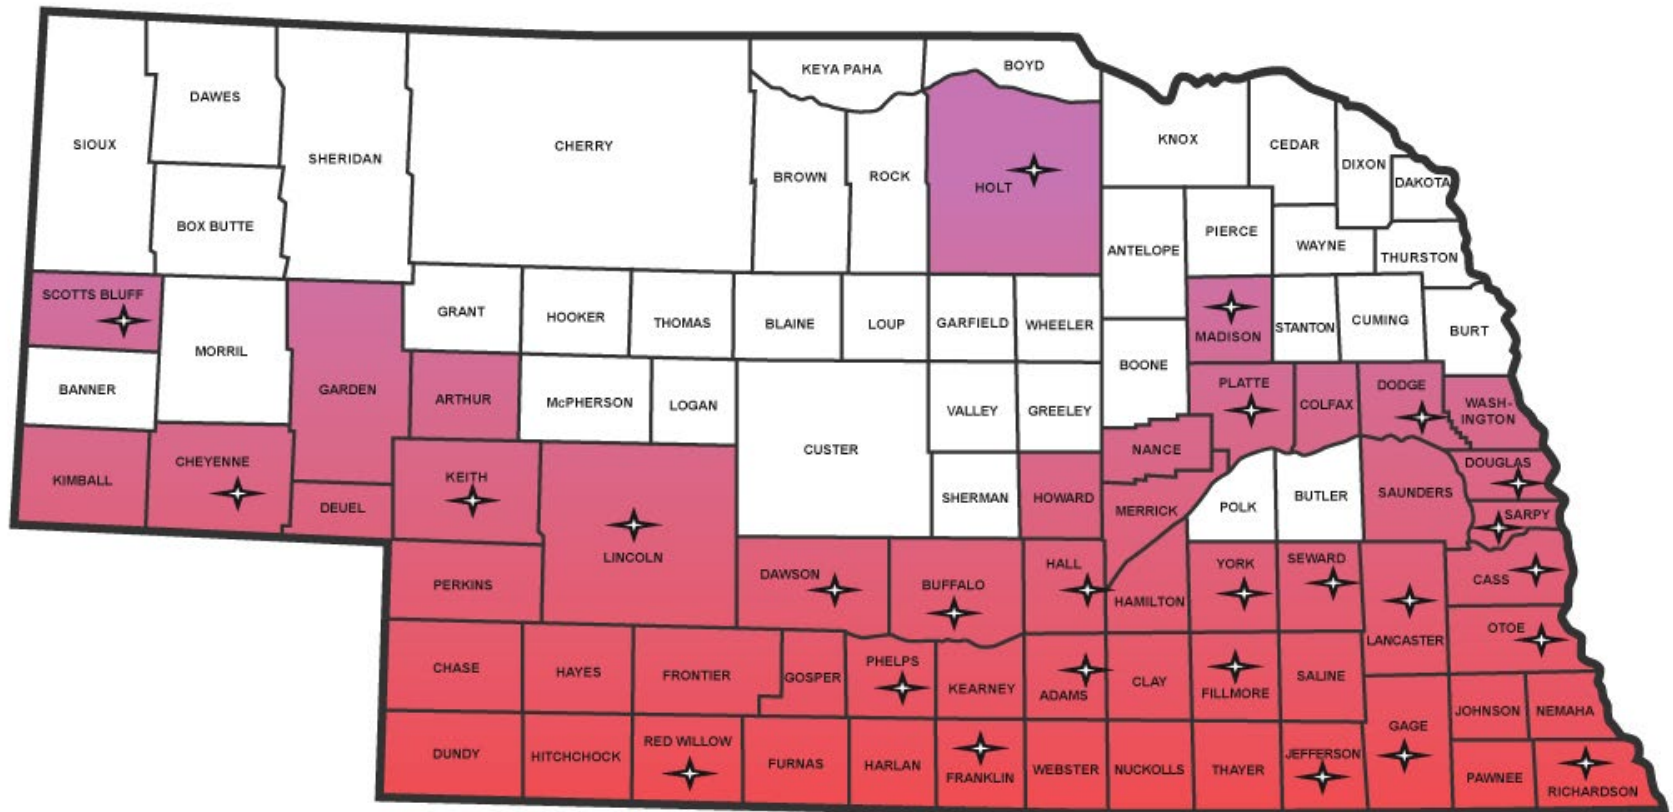 KEYA PAHA
BOYD
DAWES
SIOUX
SHERIDAN
CHERRY
BROWN
ROCK
HOLT
KNOX
CEDAR
DIXON
DAKOTA
BOX BUTTE
ANTELOPE
PIERCE
WAYNE
THURSTON
SCOTTS BLUFF
MORRIL
GARDEN
GRANT
HOOKER
THOMAS
BLAINE
LOUP
GARFIELD
WHEELER
MADISON
STANTON
CUMING
BURT
BANNER
ARTHUR
McPHERSON
LOGAN
CUSTER
VALLEY
GREELEY
BOONE
PLATTE
COLFAX
DODGE
WASH-
INGTON
KIMBALL
CHEYENNE
DEUEL
KEITH
LINCOLN
SHERMAN
HOWARD
NANCE
MERRICK
POLK
BUTLER
SAUNDERS
DOUGLAS
SARPY
PERKINS
DAWSON
BUFFALO
HALL
HAMILTON
YORK
SEWARD
LANCASTER
CASS
OTOE
CHASE
HAYES
FRONTIER
GOSPER
PHELPS
KEARNEY
ADAMS
CLAY
FILLMORE
SALINE
GAGE
JOHNSON
NEMAHA
DUNDY
HITCHCHOCK
RED WILLOW
FURNAS
HARLAN
FRANKLIN
WEBSTER
NUCKOLLS
THAYER
JEFFERSON
PAWNEE
RICHARDSON